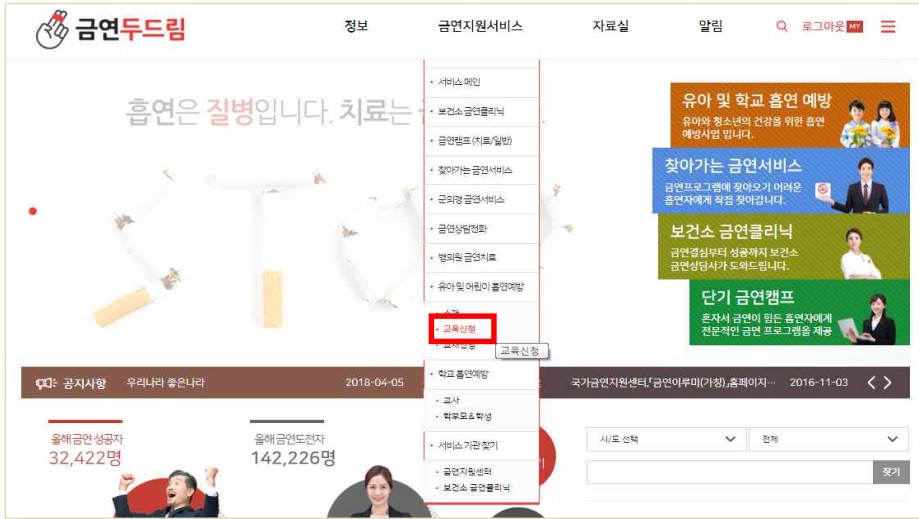 금연두드림
정보
금연지원서비스
자료실
알림
로그아웃 MY
흡연은 질병입니다. 치료는
서비스 메인
보건소 금연클리닉
금연캠프 (치료/일반)
찾아가는 금연서비스
군의경 금연서비스
금연상담전화
병의원 금연치료
유아 및 어린이 흡연예방
- 소개
- 교육신청
- 교재신청
교육신청
학교 흡연예방
- 교사
- 학부모&학생
서비스 기관 찾기
- 금연지원센터
- 보건소 금연클리닉
유아 및 학교 흡연 예방
유아와 청소년의 건강을 위한 흡연
예방사업 입니다.
찾아가는 금연서비스
금연프로그램에 찾아오기 어려운
흡연자에게 직접 찾아갑니다.
보건소 금연클리닉
금연결심부터 성공까지 보건소
금연상담사가 도와드립니다.
단기 금연캠프
혼자서 금연이 힘든 흡연자에게
전문적인 금연 프로그램을 제공
공지사항 우리나라 좋은나라 2018-04-05
국가금연지원센터,「금연이루미(가칭)」홈페이지… 2016-11-03
올해 금연 성공자
32,422명
올해 금연도전자
142,226명
시/도 선택
전체
찾기